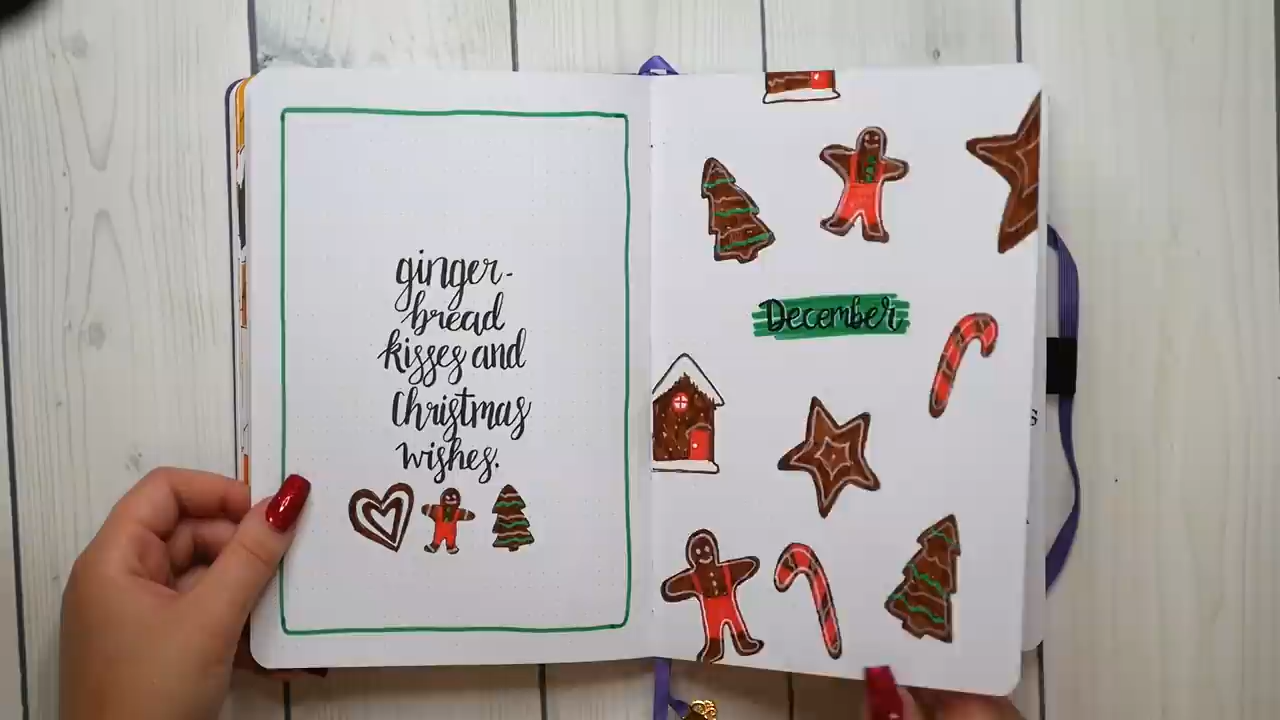 ginger-
bread
kisses and
Christmas
wishes.
December
S